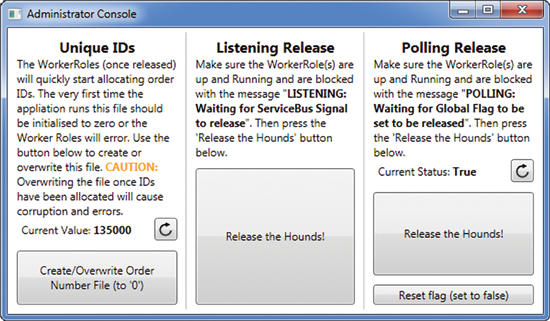 Administrator Console
Unique IDs
The WorkerRoles (once released)
will quickly start allocating order
IDs. The very first time the
appliation runs this file should
be initialised to zero or the
Worker Roles will error. Use the
button below to create or
overwrite this file. CAUTION:
Overwriting the file once IDs
have been allocated will cause
corruption and errors.
Current Value: 135000
Create/Overwrite Order
Number File (to '0')
Listening Release
Make sure the WorkerRole(s) are
up and Running and are blocked
with the message "LISTENING:
Waiting for ServiceBus Signal
to release". Then press the
'Release the Hounds' button
below.
Release the Hounds!
Polling Release
Make sure the WorkerRole(s) are
up and Running and are blocked
with the message "POLLING:
Waiting for Global Flag to be
set to be released". Then press
the 'Release the Hounds' button
below.
Current Status: True
Release the Hounds!
Reset flag (set to false)